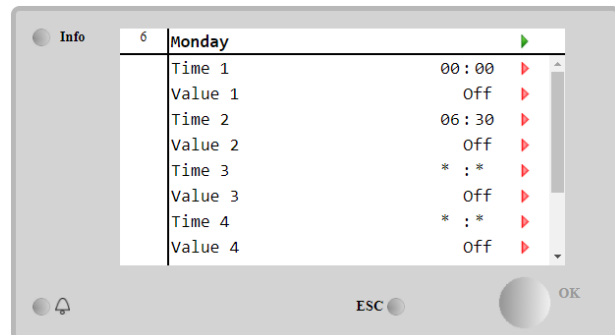 Info
6 Monday
Time 1 00:00
Value 1 Off
Time 2 06:30
Value 2 Off
Time 3 * :*
Value 3 Off
Time 4 * :*
Value 4 Off
ESC
OK